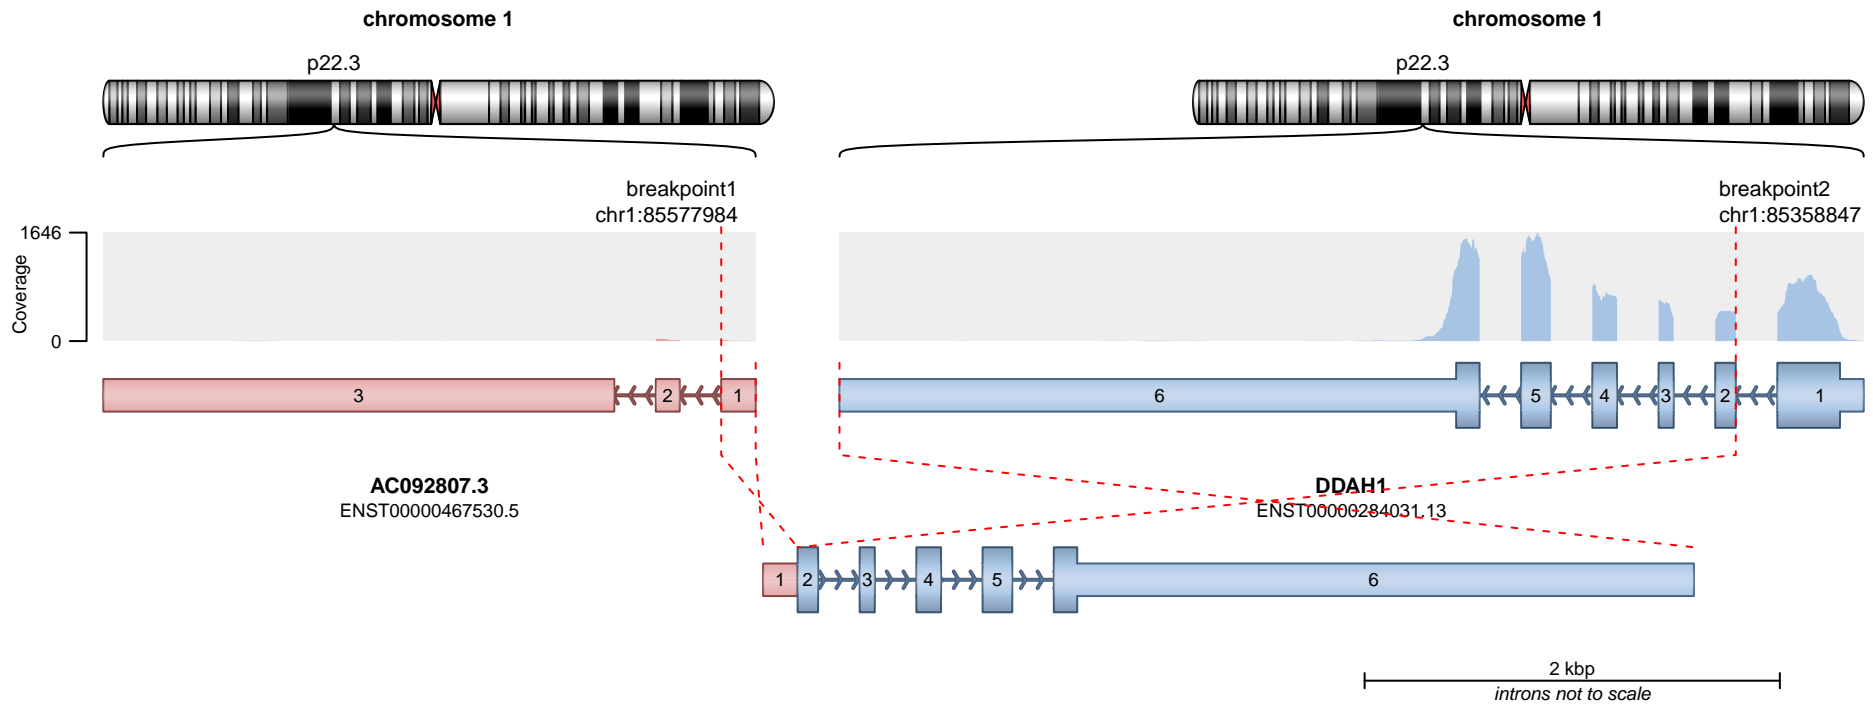 chromosome 1
chromosome 1
p22.3
p22.3
breakpoint1
chr1:85577984
breakpoint2
chr1:85358847
1646
Coverage
0
3 2 1
6 5 4 3 2 1
AC092807.3
ENST00000467530.5
DDAH1
ENST00000284031.13
1 2 3 4 5 6
2 kbp
introns not to scale